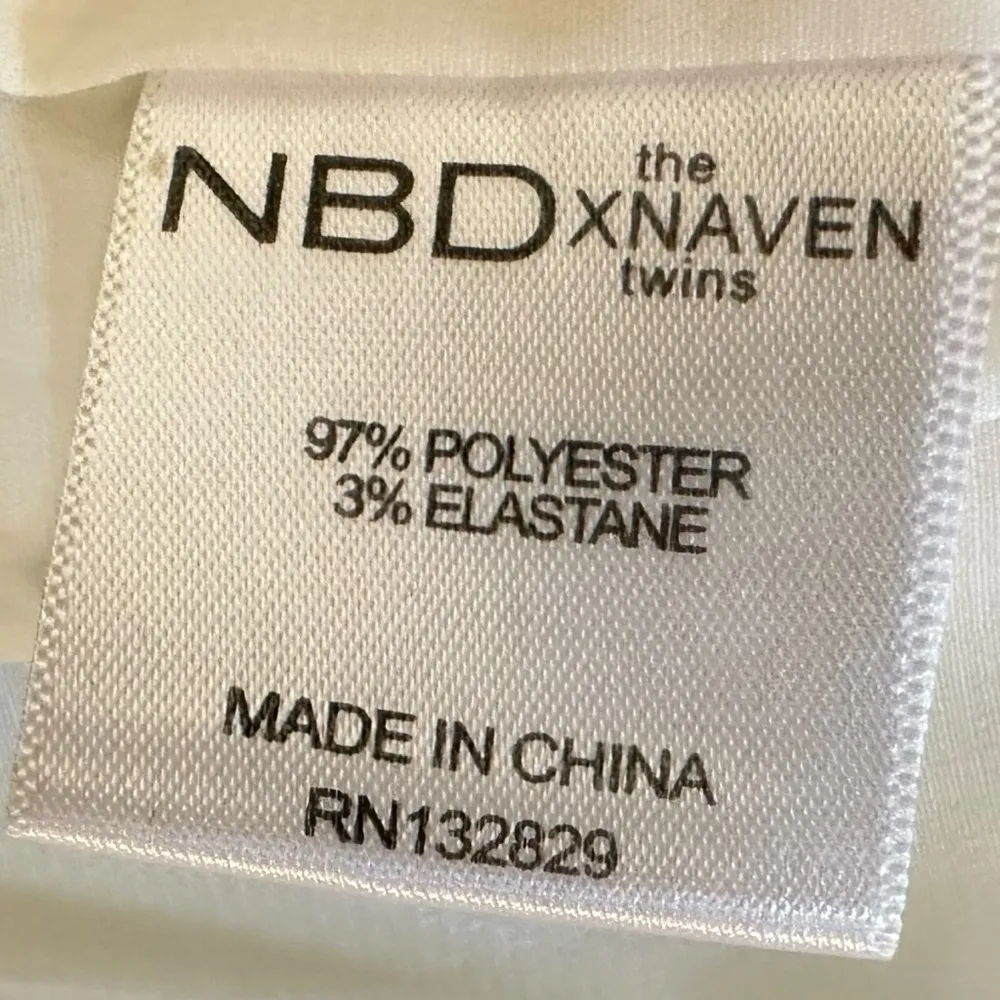 the
NBD XNAVEN
twins
97% POLYESTER
3% ELASTANE
MADE IN CHINA
RN132829